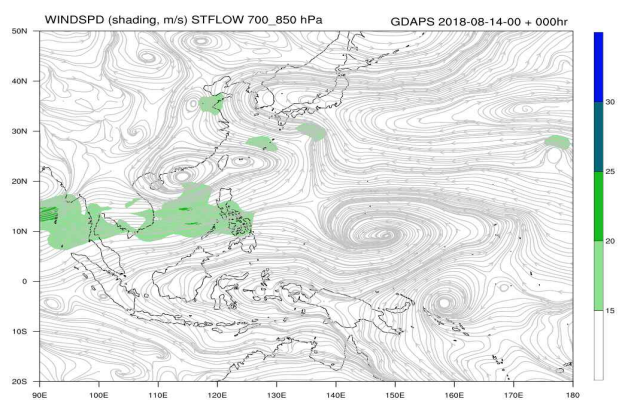 WINDSPD (shading, m/s) STFLOW 700_850 hPa
GDAPS 2018-08-14-00 + 000hr
50N
40N
30N
20N
10N
0
10S
20S
90E 100E 110E 120E 130E 140E 150E 160E 170E 180
30
25
20
15